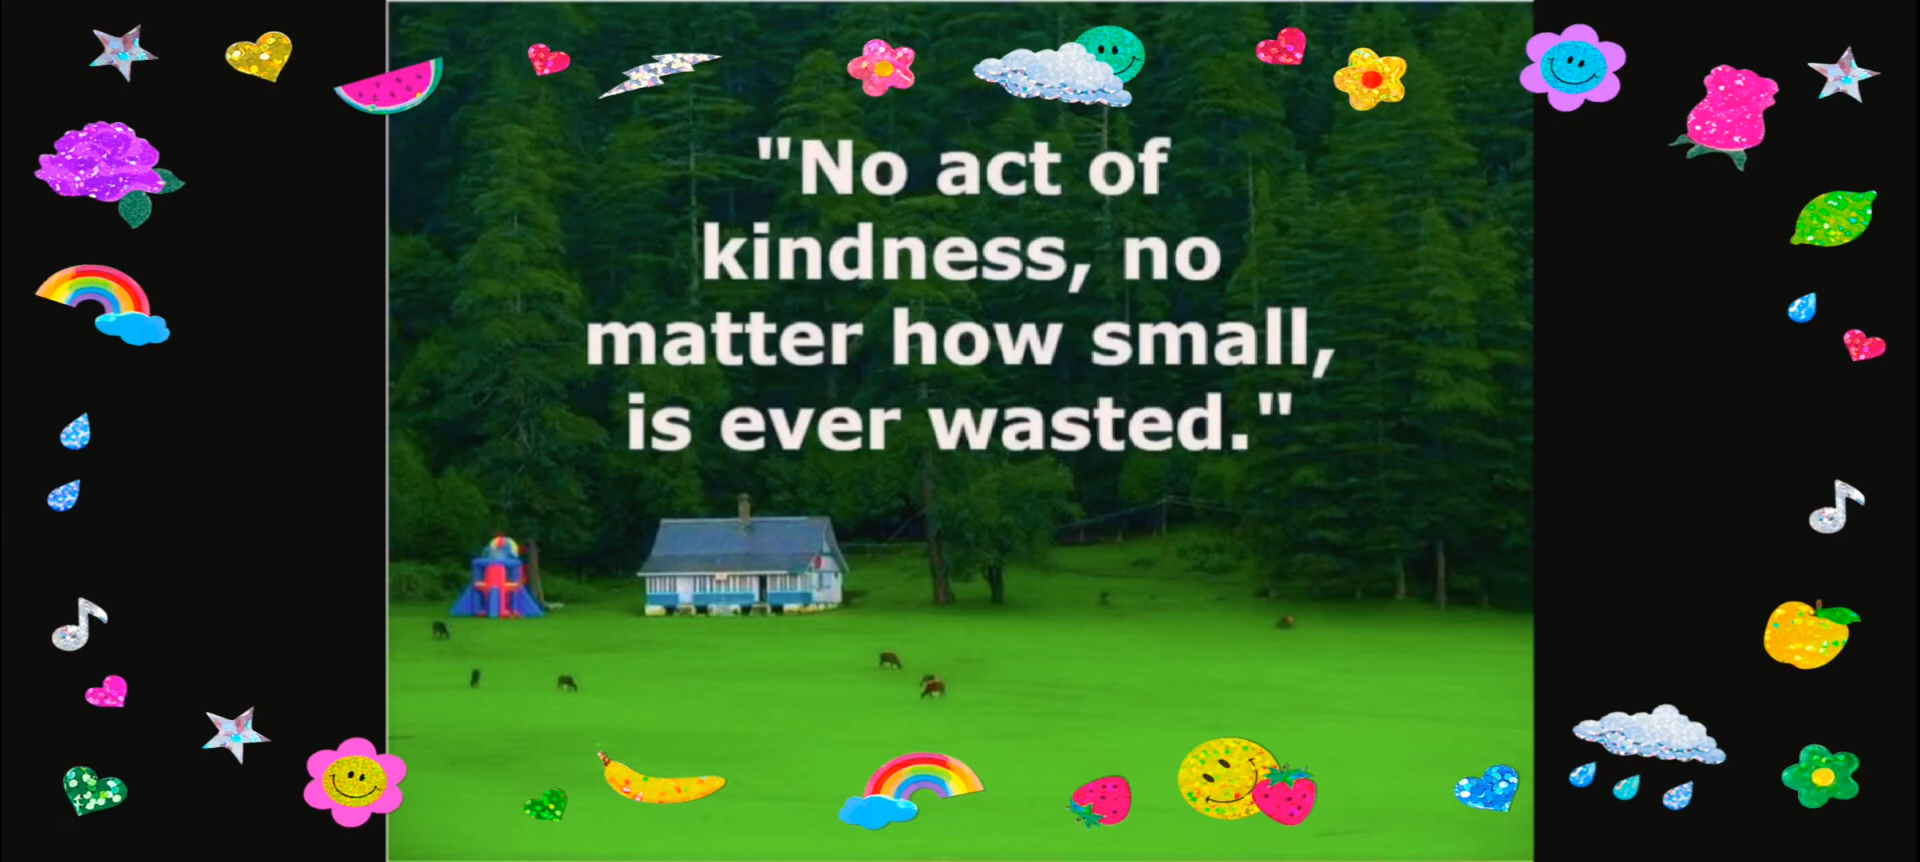 "No act of
kindness, no
matter how small,
is ever wasted."